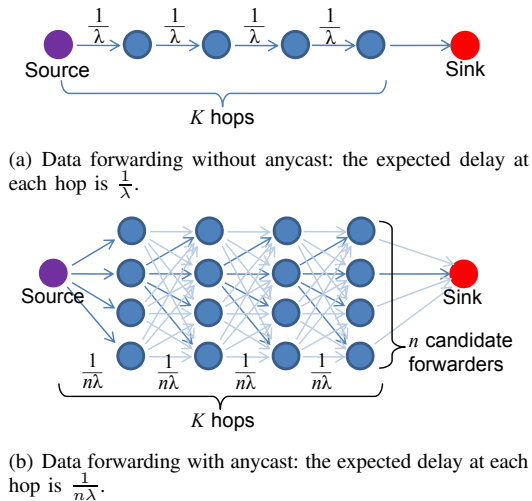 1/λ 1/λ 1/λ 1/λ
Source
Sink
K hops
(a) Data forwarding without anycast: the expected delay at
each hop is 1/λ.
Source
Sink
n candidate
forwarders
1/nλ 1/nλ 1/nλ 1/nλ
K hops
(b) Data forwarding with anycast: the expected delay at each
hop is 1/nλ.